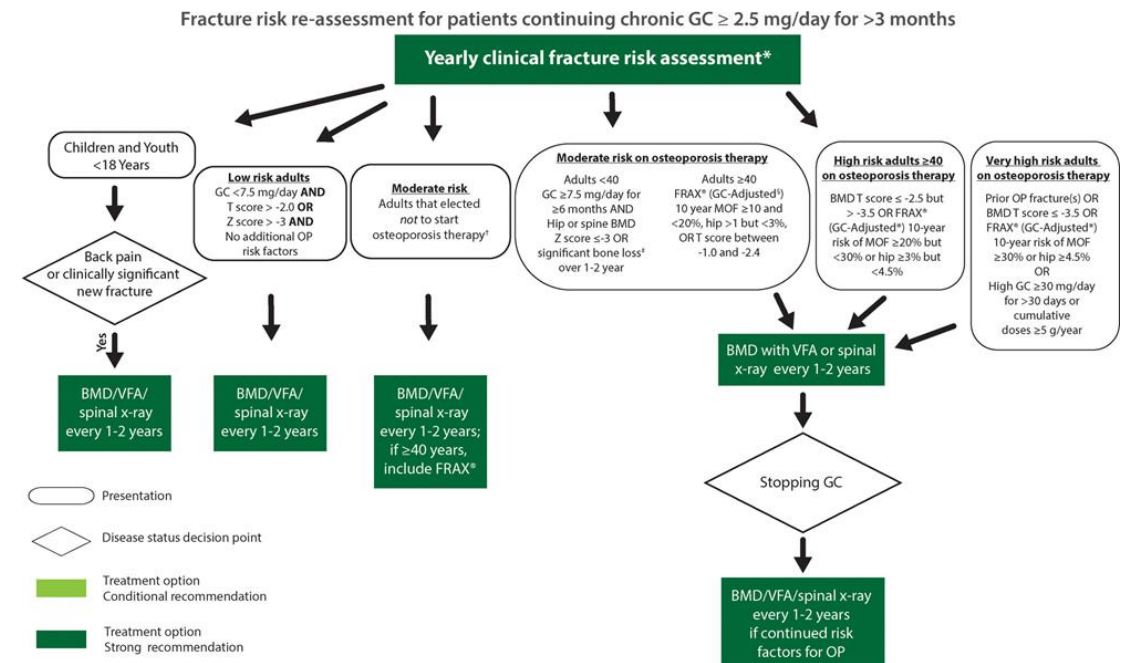 Fracture risk re-assessment for patients continuing chronic GC ≥ 2.5 mg/day for >3 months
Yearly clinical fracture risk assessment*
Children and Youth
<18 Years
Back pain
or clinically significant
new fracture
Yes
BMD/VFA/
spinal x-ray
every 1-2 years
Low risk adults
GC <7.5 mg/day AND
T score > -2.0 OR
Z score > -3 AND
No additional OP
risk factors
BMD/VFA/
spinal x-ray
every 1-2 years
Moderate risk
Adults that elected
not to start
osteoporosis therapy†
BMD/VFA/
spinal x-ray
every 1-2 years;
if ≥40 years,
include FRAX®
Moderate risk on osteoporosis therapy
Adults <40
GC ≥7.5 mg/day for
≥6 months AND
Hip or spine BMD
Z score ≤-3 OR
significant bone loss‡
over 1-2 year
Adults ≥40
FRAX® (GC-Adjusted§)
10 year MOF ≥10 and
<20%, hip >1 but <3%,
OR T score between
-1.0 and -2.4
High risk adults ≥40
on osteoporosis therapy
BMD T score ≤ -2.5 but
> -3.5 OR FRAX®
(GC-Adjusted*) 10-year
risk of MOF ≥20% but
<30% or hip ≥3% but
<4.5%
Very high risk adults
on osteoporosis therapy
Prior OP fracture(s) OR
BMD T score ≤ -3.5 OR
FRAX® (GC-Adjusted*)
10-year risk of MOF
≥30% or hip ≥4.5%
OR
High GC ≥30 mg/day
for >30 days or
cumulative
doses ≥5 g/year
BMD with VFA or spinal
x-ray every 1-2 years
Stopping GC
BMD/VFA/spinal x-ray
every 1-2 years
if continued risk
factors for OP
Presentation
Disease status decision point
Treatment option
Conditional recommendation
Treatment option
Strong recommendation